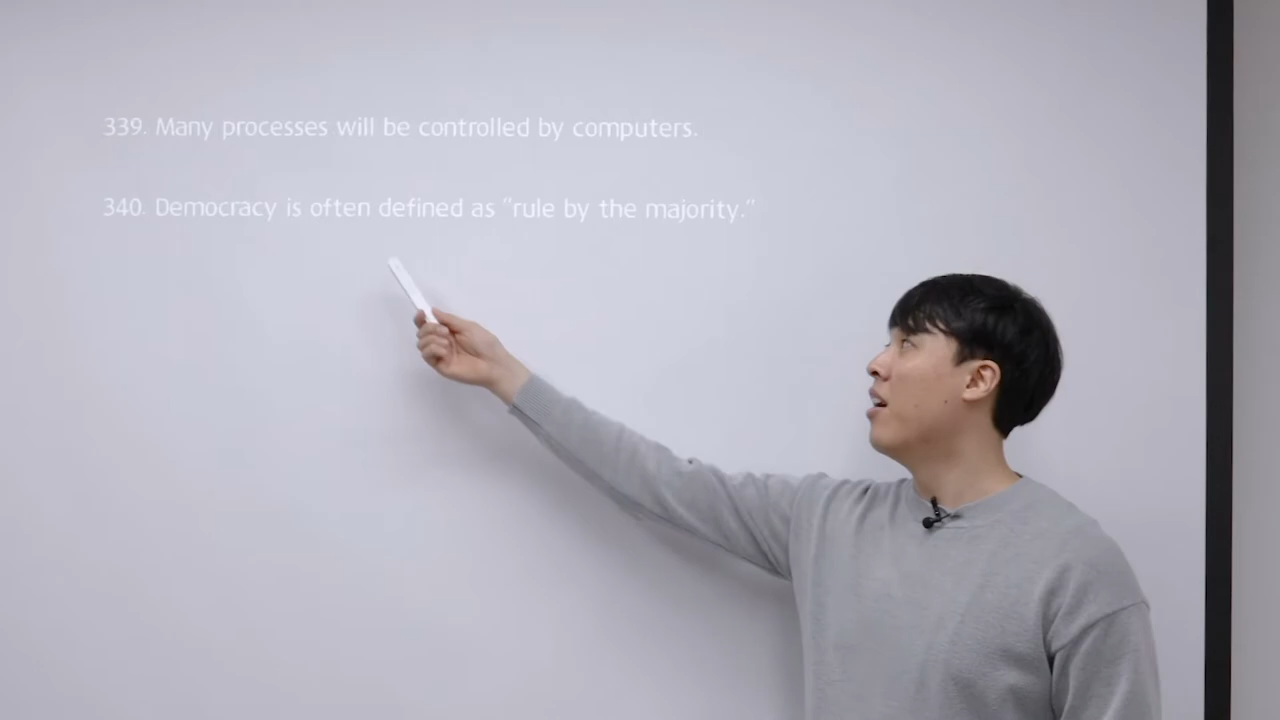 339. Many processes will be controlled by computers.
340. Democracy is often defined as “rule by the majority.”